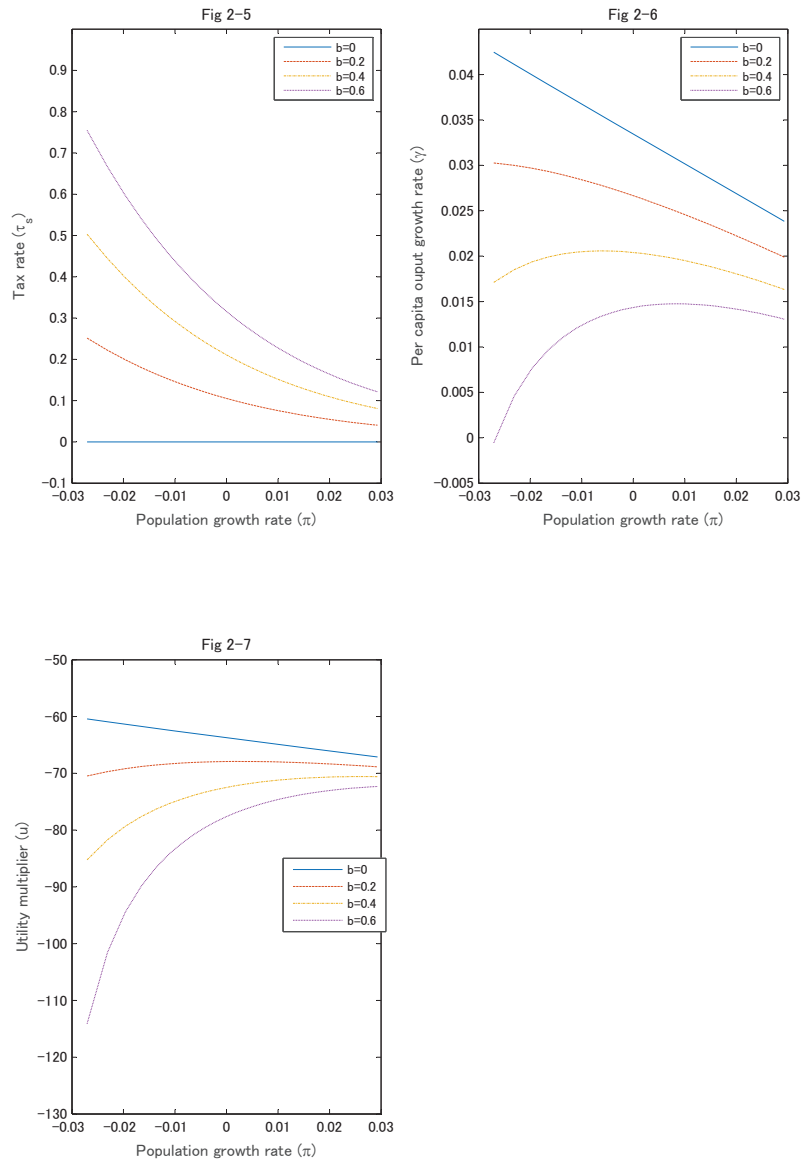 Fig 2-5
b=0
b=0.2
b=0.4
b=0.6
0.9
0.8
0.7
0.6
0.5
0.4
0.3
0.2
0.1
0
-0.1
Tax rate (τs)
-0.03 -0.02 -0.01 0 0.01 0.02 0.03
Population growth rate (π)
Fig 2-6
b=0
b=0.2
b=0.4
b=0.6
0.04
0.035
0.03
0.025
0.02
0.015
0.01
0.005
0
-0.005
Per capita ouput growth rate (γ)
-0.03 -0.02 -0.01 0 0.01 0.02 0.03
Population growth rate (π)
Fig 2-7
-50
-60
-70
-80
-90
-100
-110
-120
-130
Utility multiplier (u)
b=0
b=0.2
b=0.4
b=0.6
-0.03 -0.02 -0.01 0 0.01 0.02 0.03
Population growth rate (π)